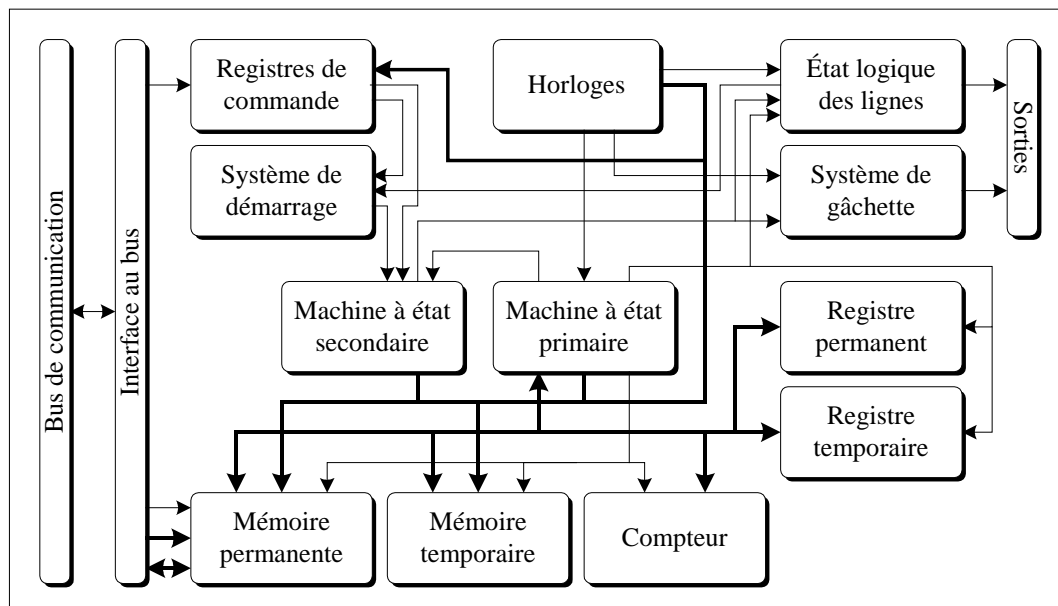 Bus de communication
Interface au bus
Registres de
commande
Horloges
État logique
des lignes
Sorties
Système de
démarrage
Système de
gâchette
Machine à état
secondaire
Machine à état
primaire
Registre
permanent
Registre
temporaire
Mémoire
permanente
Mémoire
temporaire
Compteur